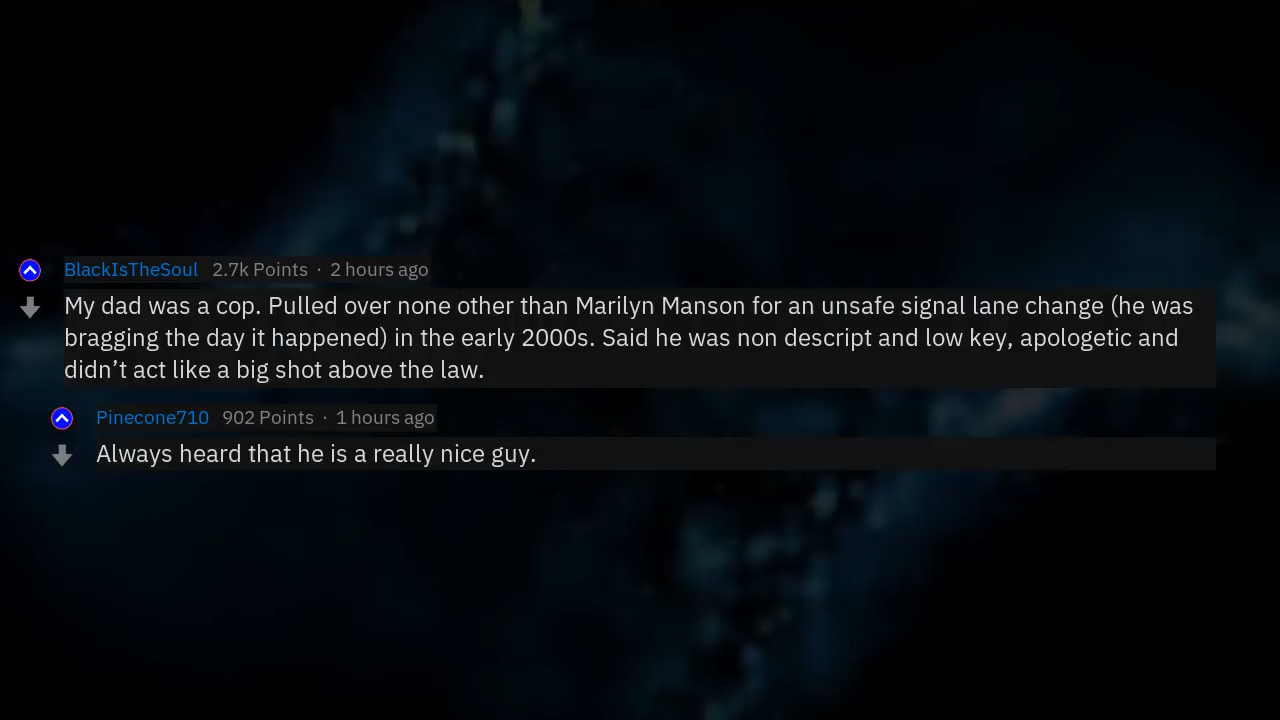 BlackIsTheSoul 2.7k Points · 2 hours ago
My dad was a cop. Pulled over none other than Marilyn Manson for an unsafe signal lane change (he was
bragging the day it happened) in the early 2000s. Said he was non descript and low key, apologetic and
didn’t act like a big shot above the law.
Pinecone710 902 Points · 1 hours ago
Always heard that he is a really nice guy.